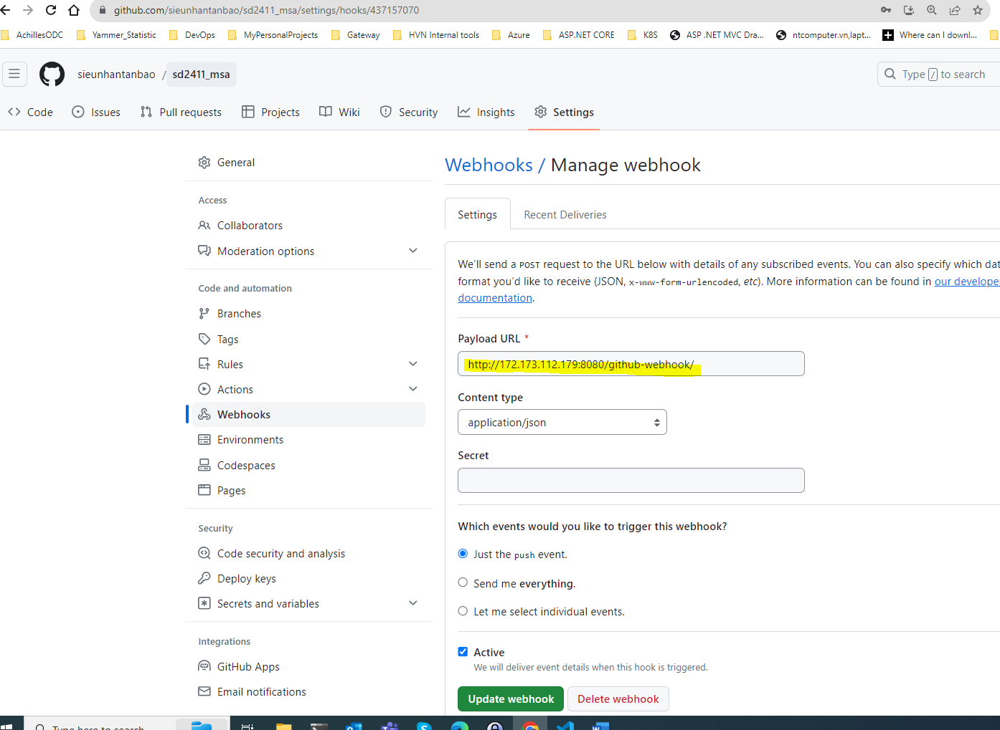 github.com/sieunhantanbao/sd2411_msa/settings/hooks/437157070
AchillesODC Yammer_Statistic DevOps MyPersonalProjects Gateway HVN Internal tools Azure ASP.NET CORE K8S ASP .NET MVC Dra... ntcomputer.vn,lapt... Where can I downl...
sieunhantanbao / sd2411_msa
Type / to search
Code Issues Pull requests Projects Wiki Security Insights Settings
General
Access
Collaborators
Moderation options
Code and automation
Branches
Tags
Rules
Actions
Webhooks
Environments
Codespaces
Pages
Security
Code security and analysis
Deploy keys
Secrets and variables
Integrations
GitHub Apps
Email notifications
Webhooks / Manage webhook
Settings Recent Deliveries
We'll send a POST request to the URL below with details of any subscribed events. You can also specify which dat
format you'd like to receive (JSON, x-www-form-urlencoded, etc). More information can be found in our develope
documentation.
Payload URL *
http://172.173.112.179:8080/github-webhook/
Content type
application/json
Secret
Which events would you like to trigger this webhook?
Just the push event.
Send me everything.
Let me select individual events.
Active
We will deliver event details when this hook is triggered.
Update webhook Delete webhook
Type here to search